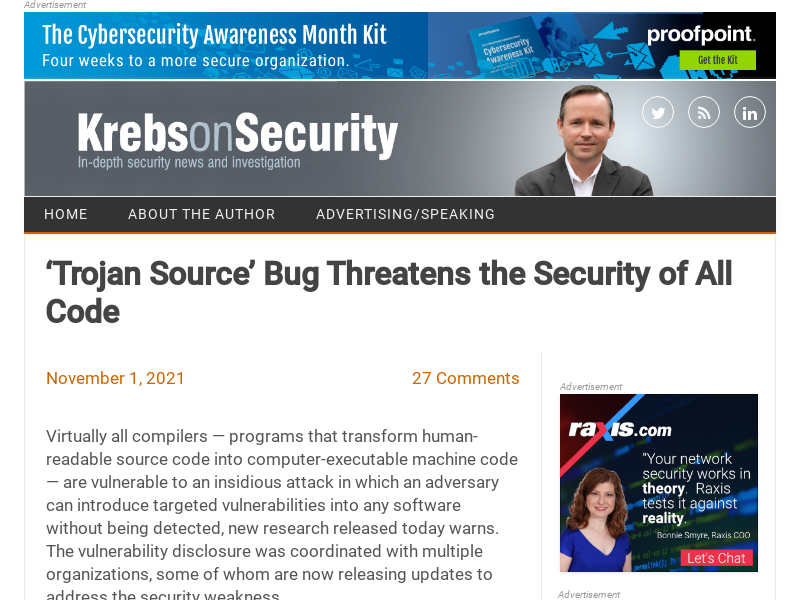 Advertisement
The Cybersecurity Awareness Month Kit
Four weeks to a more secure organization.
proofpoint.
Get the Kit
proofpoint
Cybersecurity
Awareness Kit
KrebsonSecurity
In-depth security news and investigation
HOME ABOUT THE AUTHOR ADVERTISING/SPEAKING
‘Trojan Source’ Bug Threatens the Security of All
Code
November 1, 2021 27 Comments
Virtually all compilers — programs that transform human-
readable source code into computer-executable machine code
— are vulnerable to an insidious attack in which an adversary
can introduce targeted vulnerabilities into any software
without being detected, new research released today warns.
The vulnerability disclosure was coordinated with multiple
organizations, some of whom are now releasing updates to
address the security weakness.
Advertisement
raxis.com
"Your network
security works in
theory. Raxis
tests it against
reality.
Bonnie Smyre, Raxis COO
Let's Chat
Advertisement